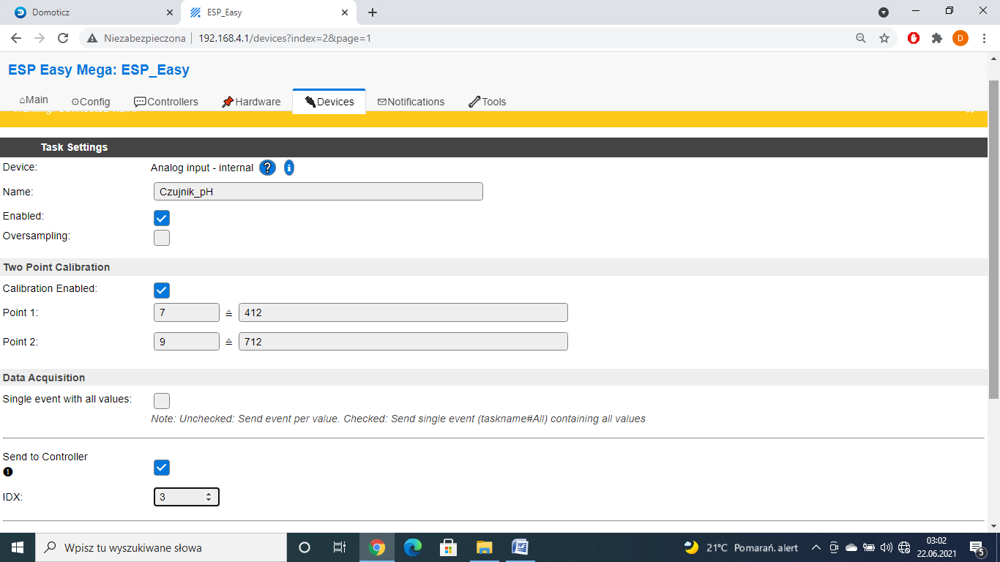 Domoticz
ESP_Easy
Niezabezpieczona 192.168.4.1/devices?index=2&page=1
D
ESP Easy Mega: ESP_Easy
Main Config Controllers Hardware Devices Notifications Tools
Task Settings
Device: Analog input - internal ? i
Name: Czujnik_pH
Enabled:
Oversampling:
Two Point Calibration
Calibration Enabled:
Point 1: 7 ≙ 412
Point 2: 9 ≙ 712
Data Acquisition
Single event with all values:
Note: Unchecked: Send event per value. Checked: Send single event (taskname#All) containing all values
Send to Controller
1
IDX: 3
Wpisz tu wyszukiwane słowa
21°C Pomarań. alert
03:02
22.06.2021
5